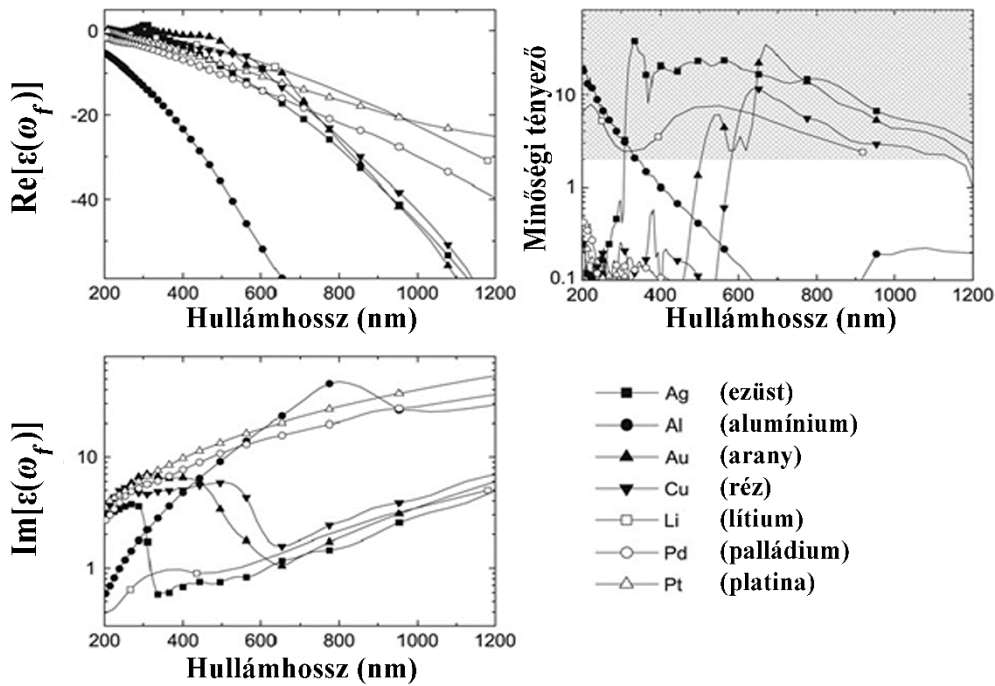 Re[ε(ω_f)]
0
-20
-40
200 400 600 800 1000 1200
Hullámhossz (nm)
Minőségi tényező
10
1
0.1
200 400 600 800 1000 1200
Hullámhossz (nm)
Im[ε(ω_f)]
10
1
200 400 600 800 1000 1200
Hullámhossz (nm)
Ag (ezüst)
Al (alumínium)
Au (arany)
Cu (réz)
Li (lítium)
Pd (palládium)
Pt (platina)